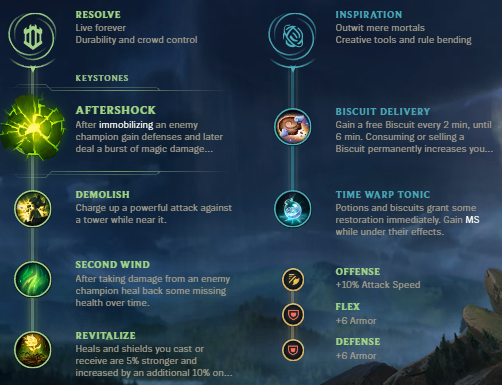 RESOLVE
Live forever
Durability and crowd control
KEYSTONES
AFTERSHOCK
After immobilizing an enemy
champion gain defenses and later
deal a burst of magic damage...
DEMOLISH
Charge up a powerful attack against
a tower while near it.
SECOND WIND
After taking damage from an enemy
champion heal back some missing
health over time.
REVITALIZE
Heals and shields you cast or
receive are 5% stronger and
increased by an additional 10% on...
INSPIRATION
Outwit mere mortals
Creative tools and rule bending
BISCUIT DELIVERY
Gain a free Biscuit every 2 min, until
6 min. Consuming or selling a
Biscuit permanently increases you...
TIME WARP TONIC
Potions and biscuits grant some
restoration immediately. Gain MS
while under their effects.
OFFENSE
+10% Attack Speed
FLEX
+6 Armor
DEFENSE
+6 Armor